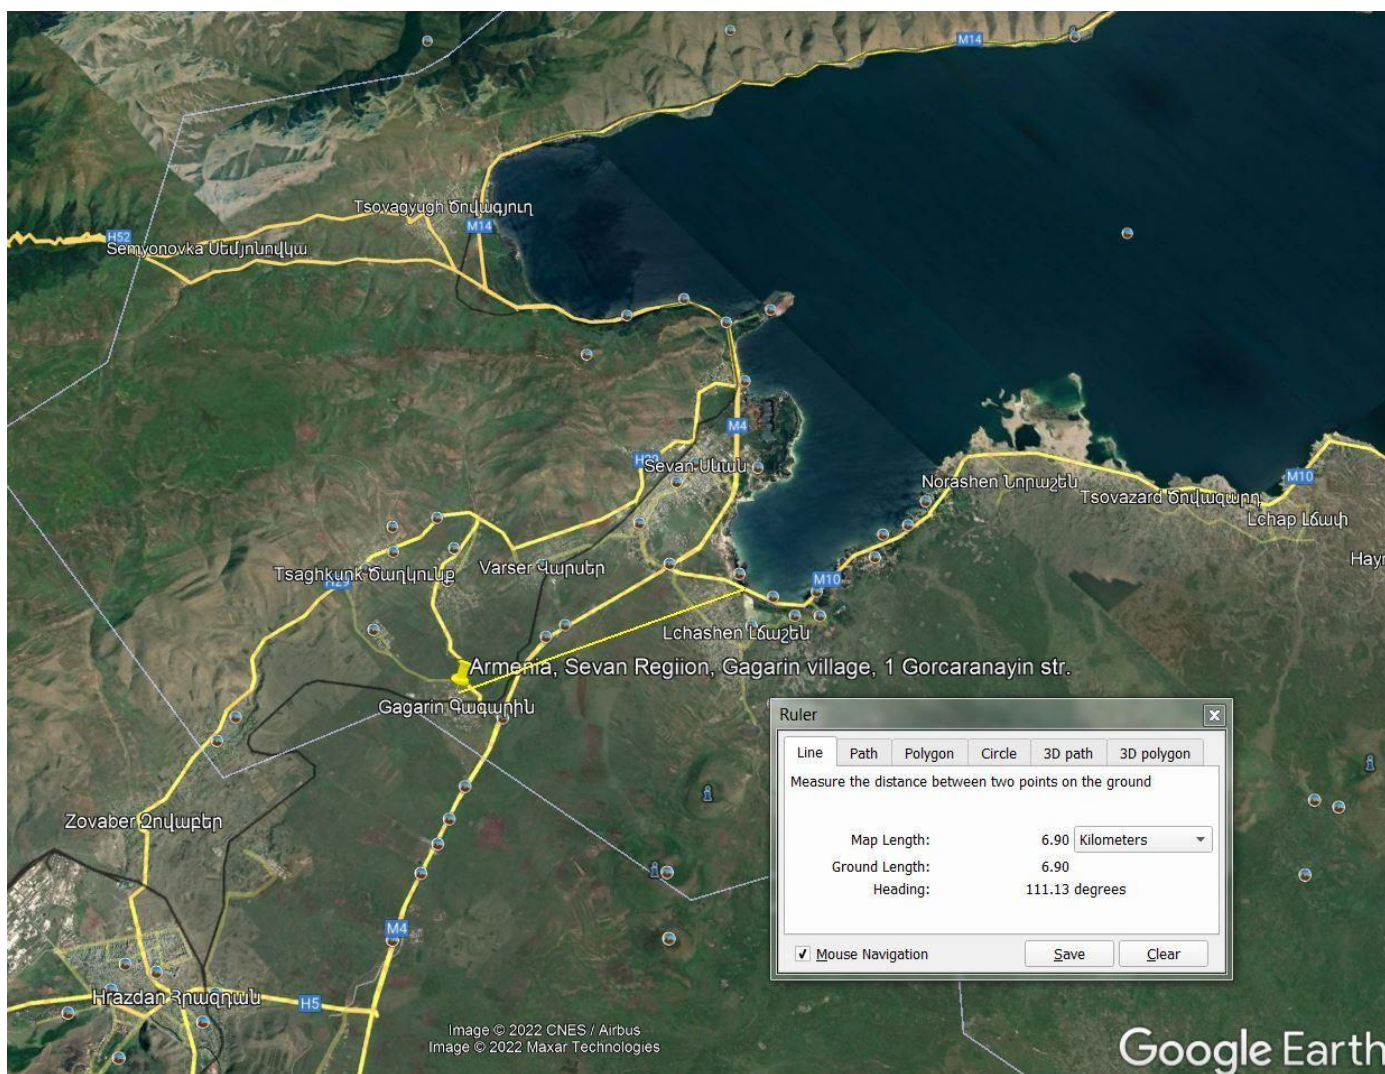 M14
Tsovagyugh Ծովագյուղ
M14
H52
Semyonovka Սեմյոնովկա
M4
H29
Sevan Սևան
Norashen Նորաշեն
M10
Tsovazard Ծովազարդ
Lchap Լճափ
Hayr
Varser Վարսեր
Tsaghkunk Ծաղկունք
H29
M10
Lchashen Լճաշեն
Armenia, Sevan Regiion, Gagarin village, 1 Gorcaranayin str.
Gagarin Գագարին
Ruler
Line Path Polygon Circle 3D path 3D polygon
Measure the distance between two points on the ground
Map Length: 6.90 Kilometers
Ground Length: 6.90
Heading: 111.13 degrees
Mouse Navigation Save Clear
Zovaber Զովաբեր
M4
Hrazdan Հրազդան
H5
Image © 2022 CNES / Airbus
Image © 2022 Maxar Technologies
Google Earth